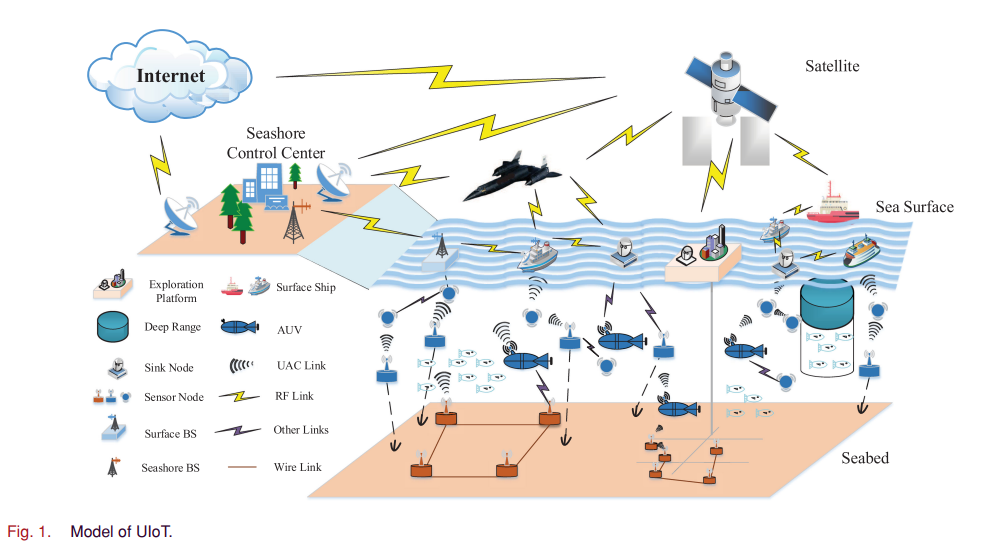 Internet
Satellite
Seashore
Control Center
Sea Surface
Exploration
Platform
Surface Ship
Deep Range
AUV
Sink Node
UAC Link
Sensor Node
RF Link
Surface BS
Other Links
Seashore BS
Wire Link
Seabed
Fig. 1. Model of UIoT.